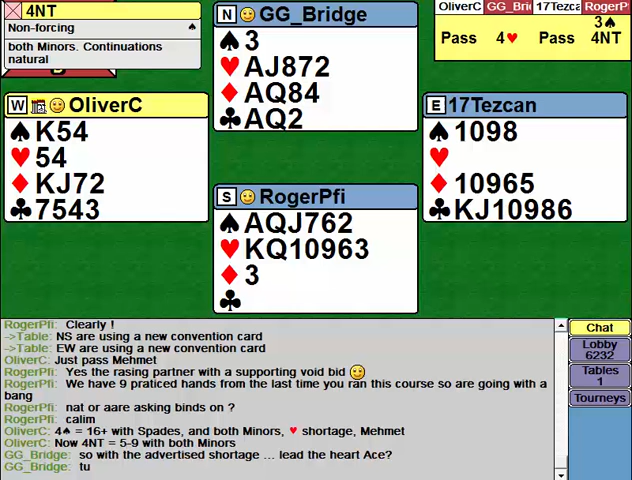 4NT
Non-forcing ♠
both Minors. Continuations
natural
N GG_Bridge
♠ 3
♥ AJ872
♦ AQ84
♣ AQ2
OliverC GG_Bri 17Tezca RogerP
3♠
Pass 4♥ Pass 4NT
W OliverC
♠ K54
♥ 54
♦ KJ72
♣ 7543
E 17Tezcan
♠ 1098
♥
♦ 10965
♣ KJ10986
S RogerPfi
♠ AQJ762
♥ KQ10963
♦ 3
♣
RogerPfi: Clearly !
->Table: NS are using a new convention card
->Table: EW are using a new convention card
OliverC: Just pass Mehmet
RogerPfi: Yes the rasing partner with a supporting void bid
RogerPfi: We have 9 praticed hands from the last time you ran this course so are going with a
bang
RogerPfi: nat or aare asking binds on ?
RogerPfi: calim
OliverC: 4♠ = 16+ with Spades, and both Minors, ♥ shortage, Mehmet
OliverC: Now 4NT = 5-9 with both Minors
GG_Bridge: so with the advertised shortage ... lead the heart Ace?
GG_Bridge: tu
Chat
Lobby
6232
Tables
1
Tourneys